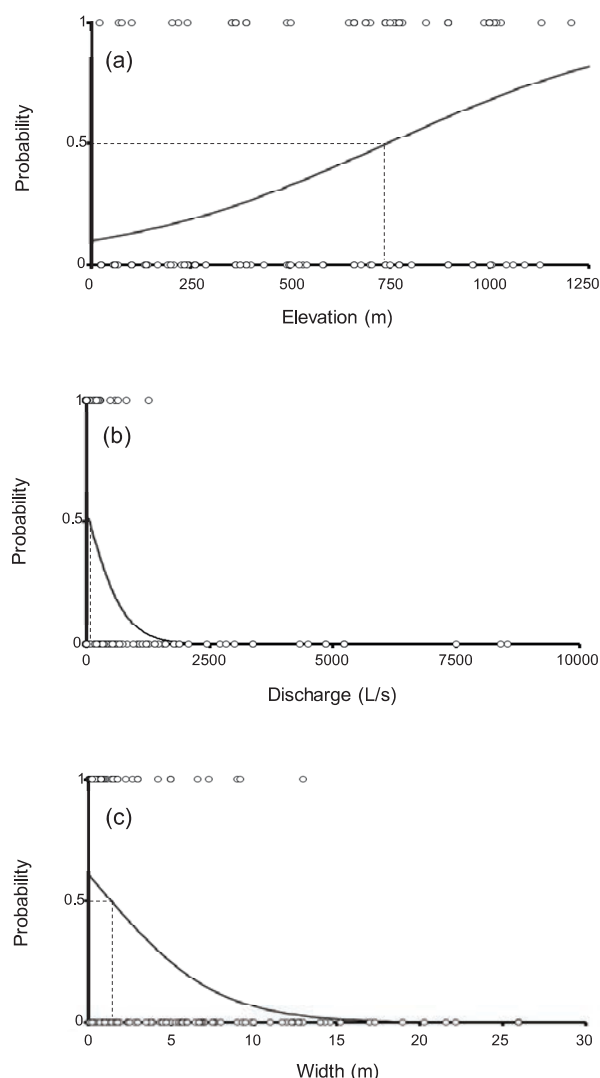 1
(a)
Probability
0.5
0
0 250 500 750 1000 1250
Elevation (m)
1
(b)
Probability
0.5
0
0 2500 5000 7500 10000
Discharge (L/s)
1
(c)
Probability
0.5
0
0 5 10 15 20 25 30
Width (m)